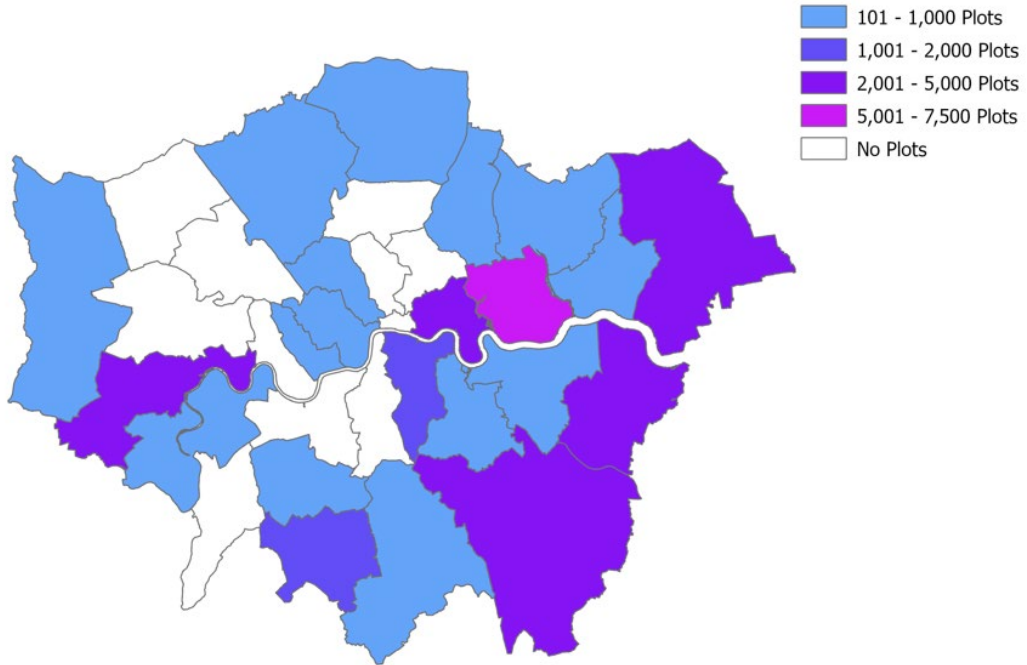 101 - 1,000 Plots
1,001 - 2,000 Plots
2,001 - 5,000 Plots
5,001 - 7,500 Plots
No Plots